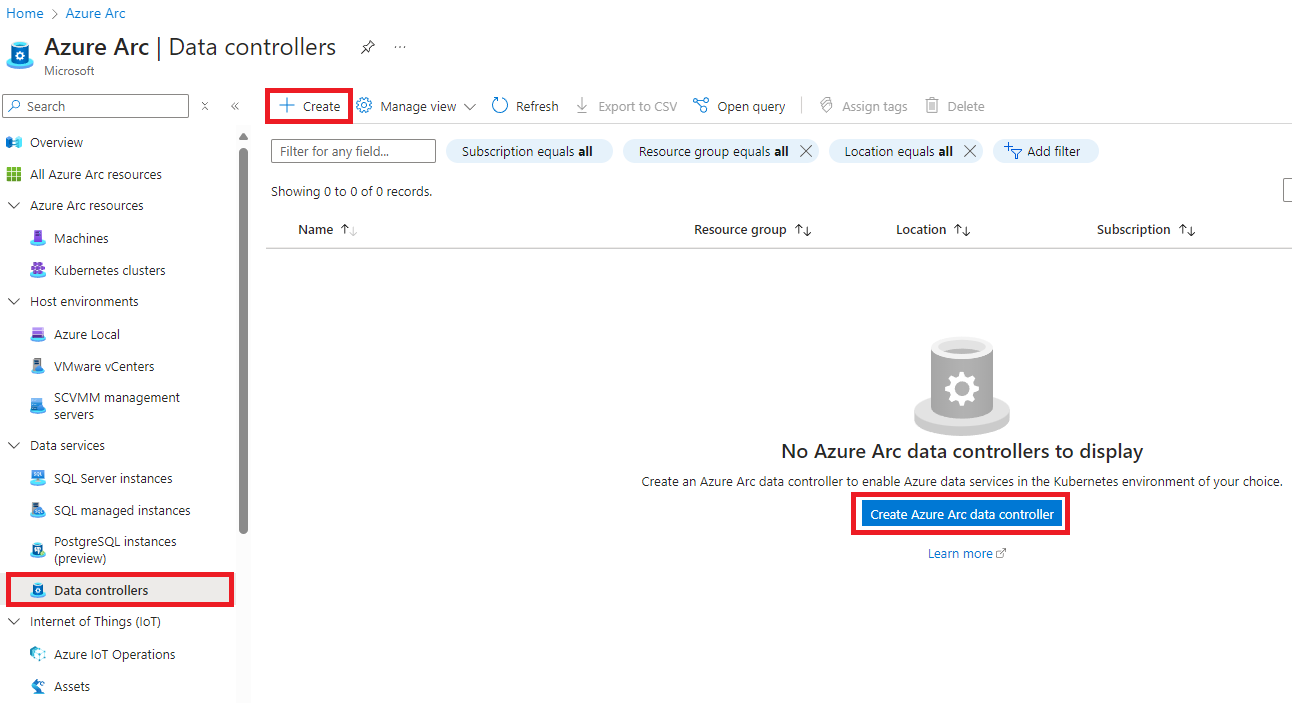 Home > Azure Arc
Azure Arc | Data controllers ...
Microsoft
Search
Overview
All Azure Arc resources
Azure Arc resources
Machines
Kubernetes clusters
Host environments
Azure Local
VMware vCenters
SCVMM management
servers
Data services
SQL Server instances
SQL managed instances
PostgreSQL instances
(preview)
Data controllers
Internet of Things (IoT)
Azure IoT Operations
Assets
+ Create Manage view Refresh Export to CSV Open query Assign tags Delete
Filter for any field... Subscription equals all Resource group equals all Location equals all Add filter
Showing 0 to 0 of 0 records.
Name Resource group Location Subscription
No Azure Arc data controllers to display
Create an Azure Arc data controller to enable Azure data services in the Kubernetes environment of your choice.
Create Azure Arc data controller
Learn more